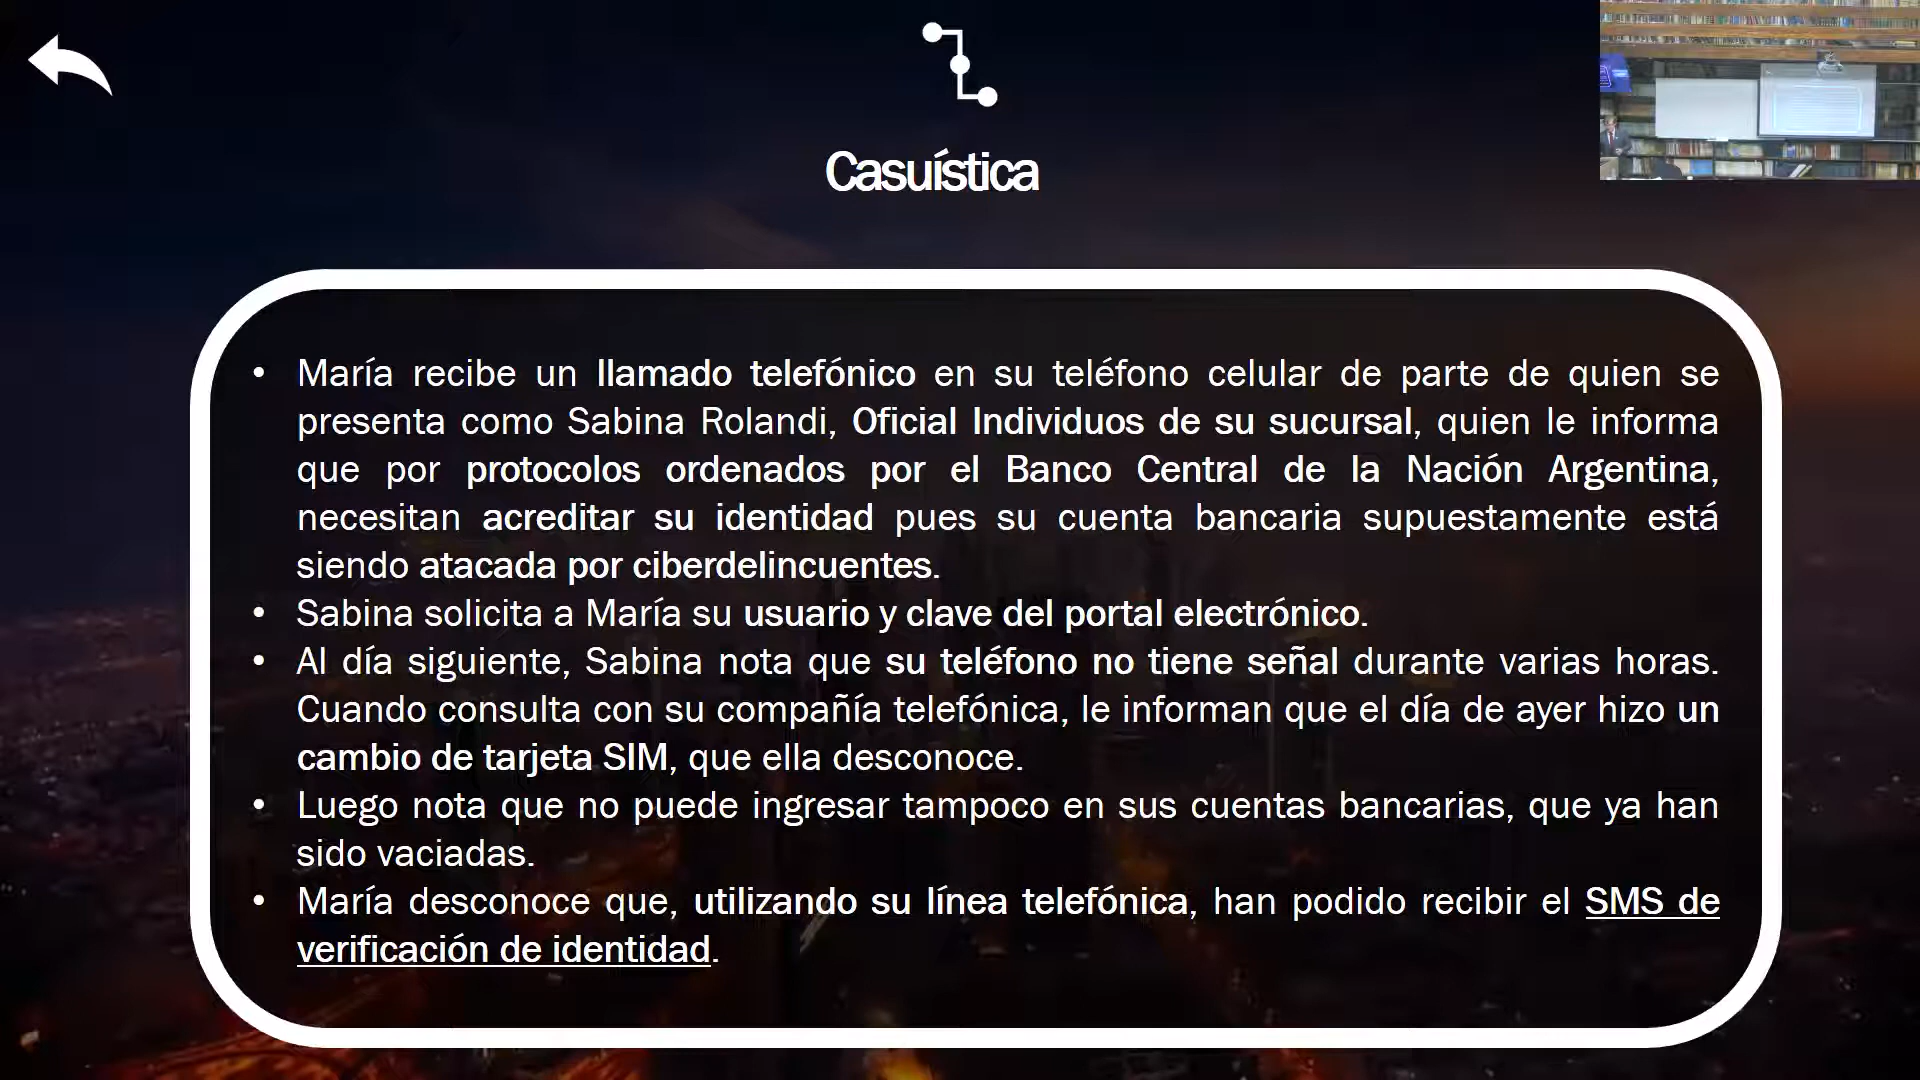 Casuística
• María recibe un llamado telefónico en su teléfono celular de parte de quien se
presenta como Sabina Rolandi, Oficial Individuos de su sucursal, quien le informa
que por protocolos ordenados por el Banco Central de la Nación Argentina,
necesitan acreditar su identidad pues su cuenta bancaria supuestamente está
siendo atacada por ciberdelincuentes.
• Sabina solicita a María su usuario y clave del portal electrónico.
• Al día siguiente, Sabina nota que su teléfono no tiene señal durante varias horas.
Cuando consulta con su compañía telefónica, le informan que el día de ayer hizo un
cambio de tarjeta SIM, que ella desconoce.
• Luego nota que no puede ingresar tampoco en sus cuentas bancarias, que ya han
sido vaciadas.
• María desconoce que, utilizando su línea telefónica, han podido recibir el SMS de
verificación de identidad.